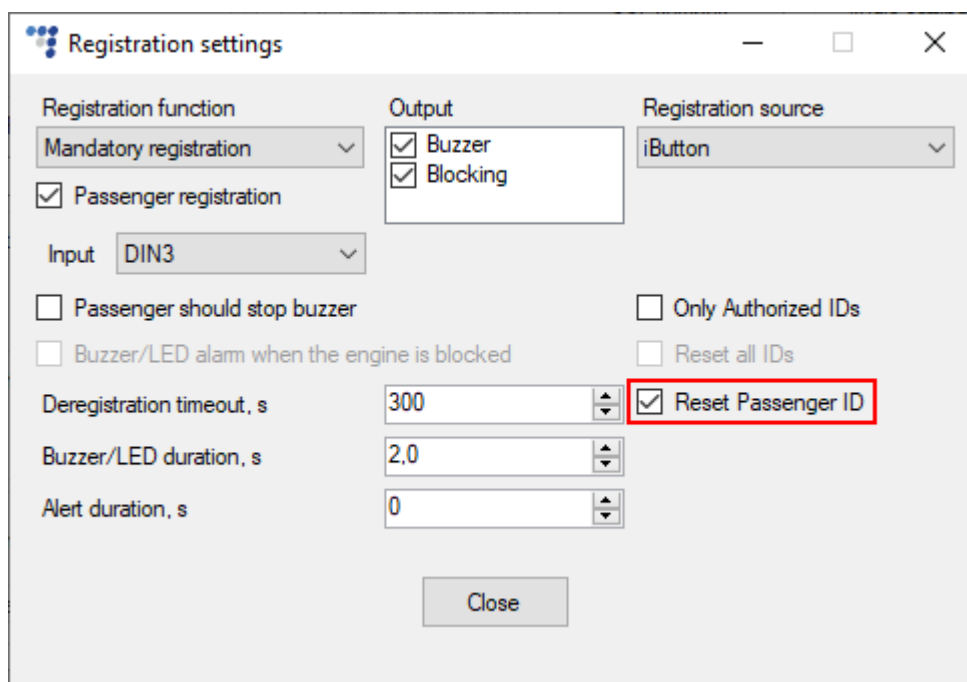 Registration settings
Registration function
Output
Registration source
Mandatory registration
Buzzer
Blocking
iButton
Passenger registration
Input
DIN3
Passenger should stop buzzer
Only Authorized IDs
Buzzer/LED alarm when the engine is blocked
Reset all IDs
Deregistration timeout, s
300
Reset Passenger ID
Buzzer/LED duration, s
2,0
Alert duration, s
0
Close